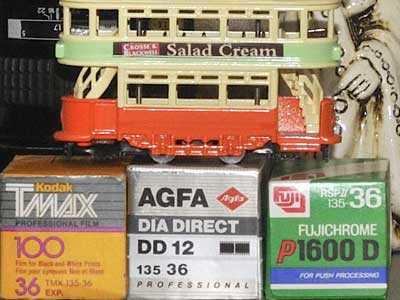 CROSSE &
BLACKWELL
Salad Cream
Kodak
TMAX
PROFESSIONAL FILM
100
Film for Black and White Prints
36 TMX 135-36
EXP.
AGFA
Agfa
DIA DIRECT
DD 12
135 36
PROFESSIONAL
FUJI
RSP II
135-36
FUJICHROME
P1600 D
FOR PUSH PROCESSING